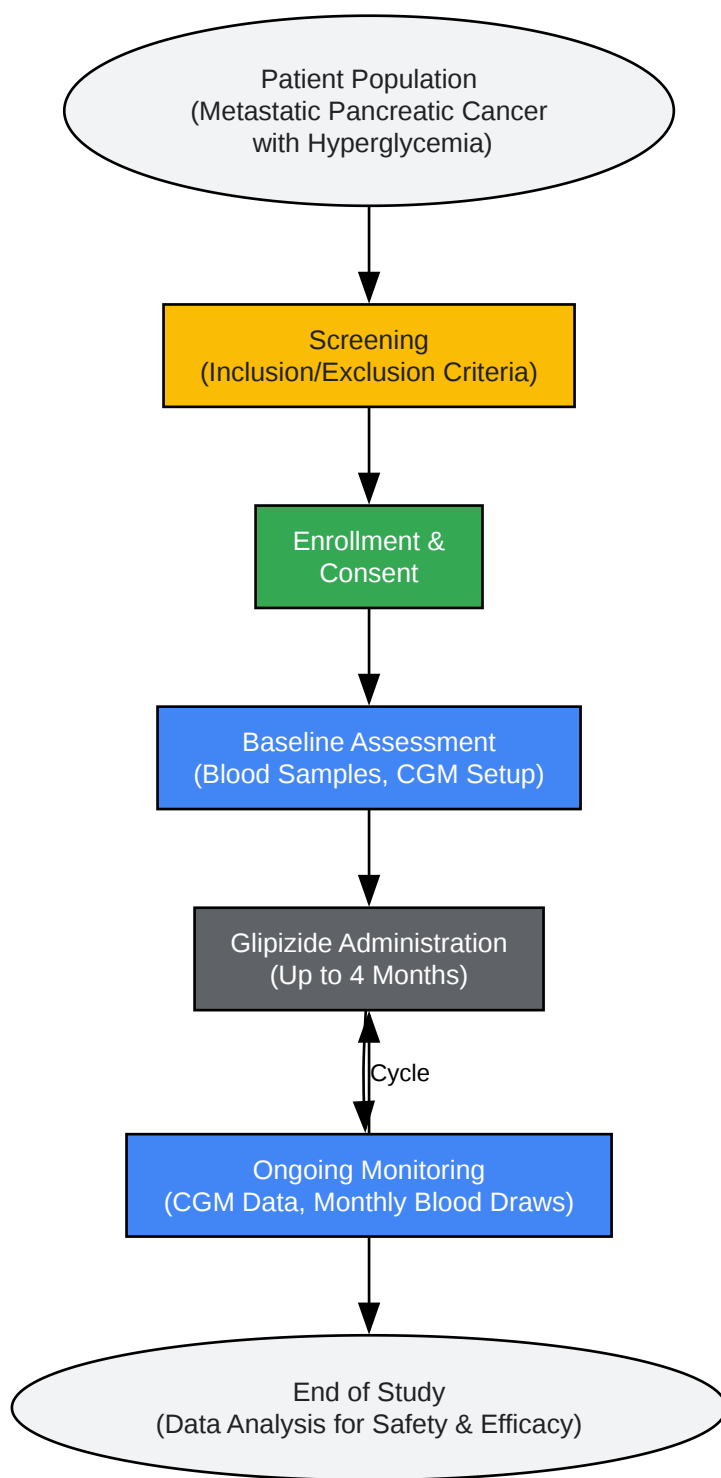 Patient Population
(Metastatic Pancreatic Cancer
with Hyperglycemia)
Screening
(Inclusion/Exclusion Criteria)
Enrollment &
Consent
Baseline Assessment
(Blood Samples, CGM Setup)
Glipizide Administration
(Up to 4 Months)
Cycle
Ongoing Monitoring
(CGM Data, Monthly Blood Draws)
End of Study
(Data Analysis for Safety & Efficacy)